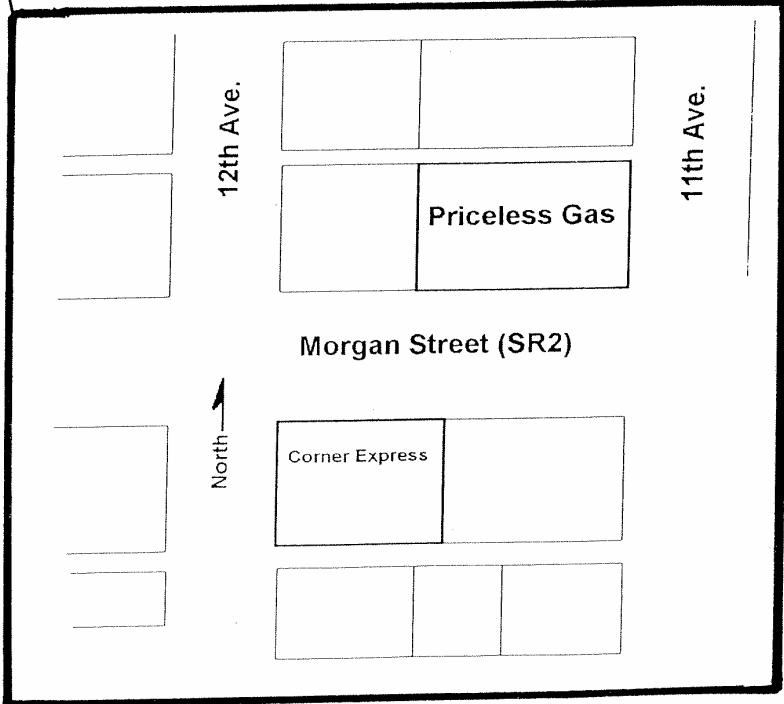 12th Ave.
11th Ave.
Priceless Gas
Morgan Street (SR2)
North
Corner Express